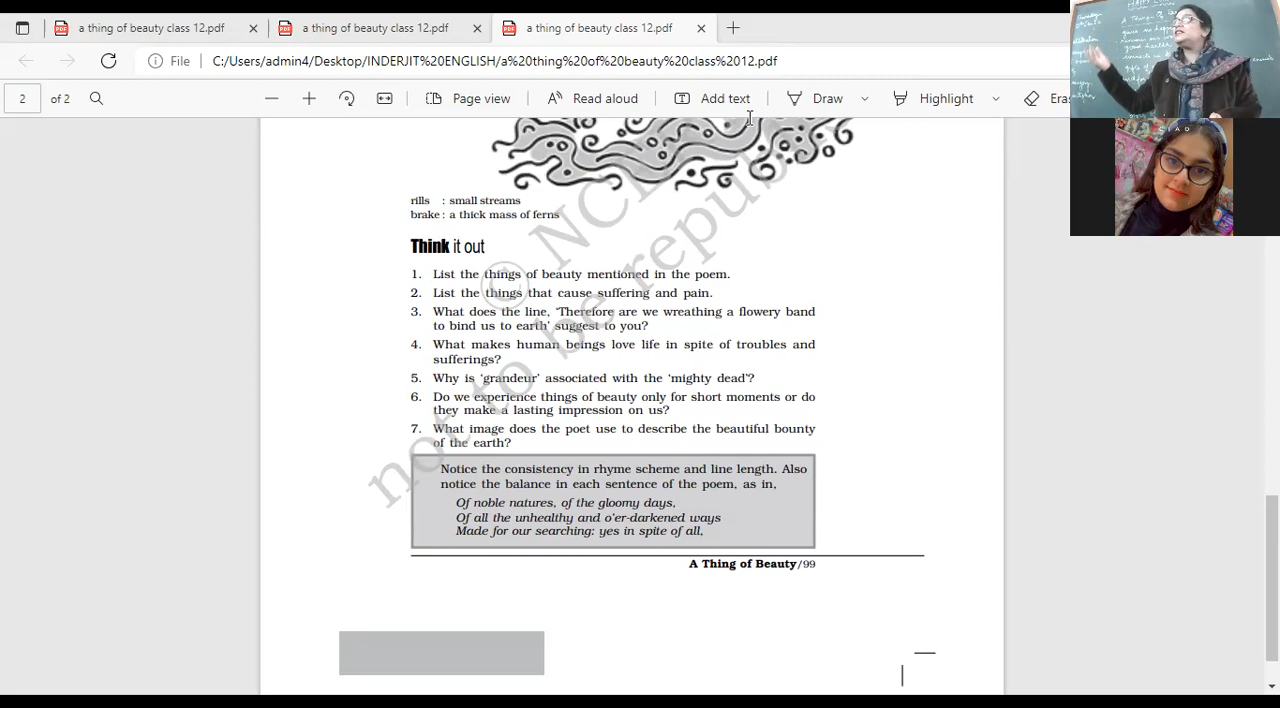 a thing of beauty class 12.pdf
a thing of beauty class 12.pdf
a thing of beauty class 12.pdf
File
C:/Users/admin4/Desktop/INDERJIT%20ENGLISH/a%20thing%20of%20beauty%20class%2012.pdf
2 of 2
Page view
Read aloud
Add text
Draw
Highlight
rills : small streams
brake : a thick mass of ferns
Think it out
1. List the things of beauty mentioned in the poem.
2. List the things that cause suffering and pain.
3. What does the line, ‘Therefore are we wreathing a flowery band
to bind us to earth’ suggest to you?
4. What makes human beings love life in spite of troubles and
sufferings?
5. Why is ‘grandeur’ associated with the ‘mighty dead’?
6. Do we experience things of beauty only for short moments or do
they make a lasting impression on us?
7. What image does the poet use to describe the beautiful bounty
of the earth?
Notice the consistency in rhyme scheme and line length. Also
notice the balance in each sentence of the poem, as in,
Of noble natures, of the gloomy days,
Of all the unhealthy and o’er-darkened ways
Made for our searching: yes in spite of all,
A Thing of Beauty/99
not to be repu